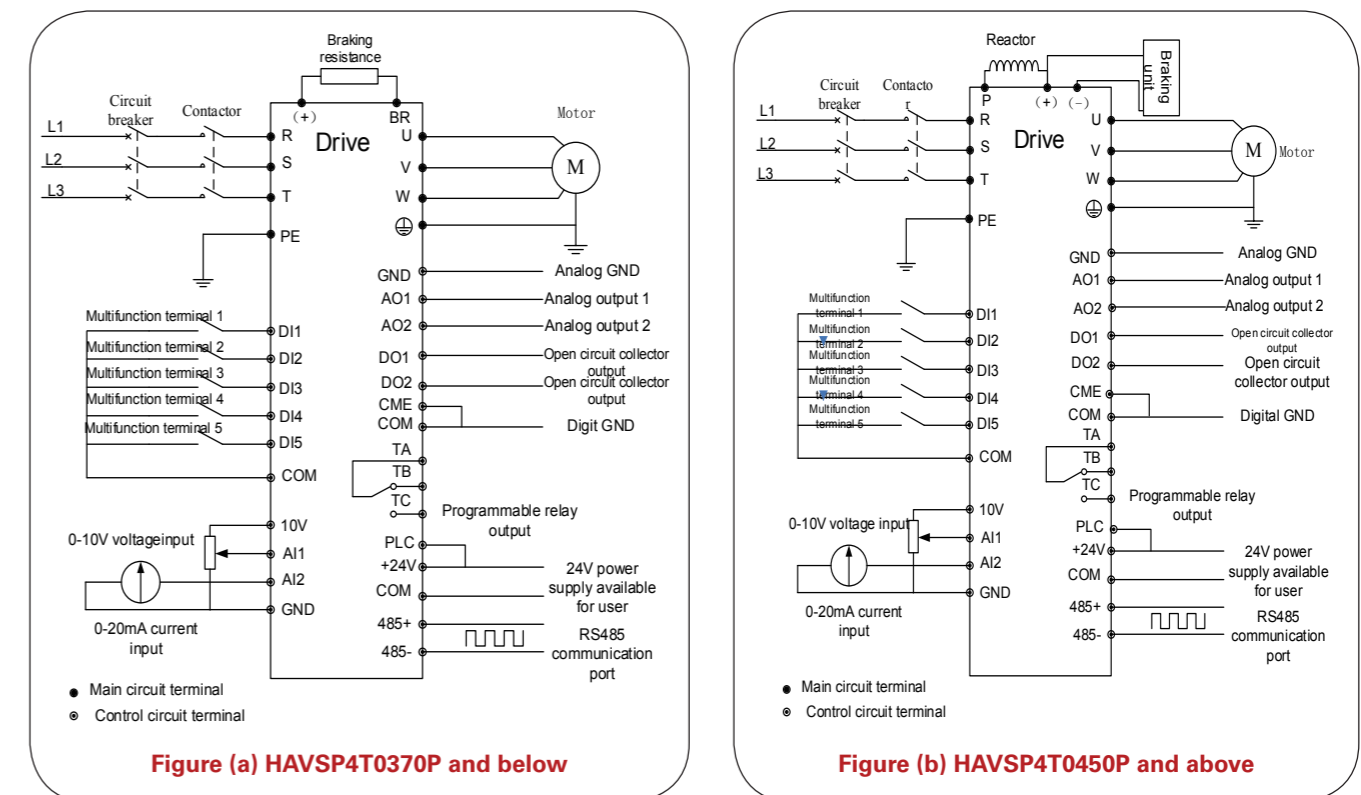 Braking
resistance
Circuit
breaker
Contactor
(+)
BR
Motor
L1
R
Drive
U
L2
S
V
M
L3
T
W
PE
GND
Analog GND
AO1
Analog output 1
AO2
Analog output 2
Multifunction terminal 1
DI1
Multifunction terminal 2
DI2
DO1
Open circuit collector
output
Multifunction terminal 3
DI3
DO2
Open circuit collector
output
Multifunction terminal 4
DI4
CME
COM
Digit GND
Multifunction terminal 5
DI5
TA
TB
TC
COM
Programmable relay
output
10V
0-10V voltageinput
AI1
PLC
+24V
AI2
COM
24V power
supply available
for user
GND
0-20mA current
input
485+
485-
RS485
communication
port
Main circuit terminal
Control circuit terminal
Figure (a) HAVSP4T0370P and below
Reactor
Braking
unit
Circuit
breaker
Contacto
r
P
(+)
(-)
L1
R
Drive
U
L2
S
V
M
Motor
L3
T
W
PE
GND
Analog GND
AO1
Analog output 1
AO2
Analog output 2
Multifunction
terminal 1
DI1
Multifunction
terminal 2
DI2
DO1
Open circuit collector
output
Multifunction
terminal 3
DI3
DO2
Open circuit
collector output
Multifunction
terminal 4
DI4
CME
COM
Digital GND
Multifunction
terminal 5
DI5
TA
TB
TC
COM
Programmable relay
output
10V
0-10V voltage input
AI1
PLC
+24V
AI2
COM
24V power
supply available
for user
GND
0-20mA current
input
485+
485-
RS485
communication
port
Main circuit terminal
Control circuit terminal
Figure (b) HAVSP4T0450P and above